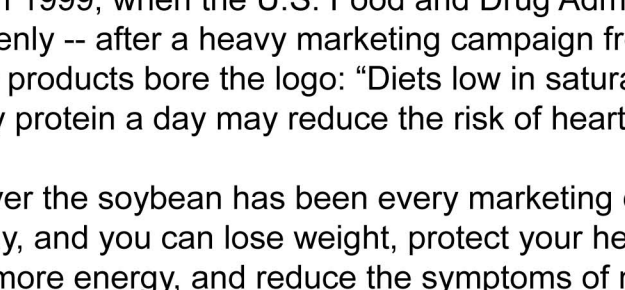 1999, when the U.S. Food and Drug Adm
enly -- after a heavy marketing campaign fr
products bore the logo: “Diets low in satura
protein a day may reduce the risk of heart
er the soybean has been every marketing
y, and you can lose weight, protect your he
more energy, and reduce the symptoms of